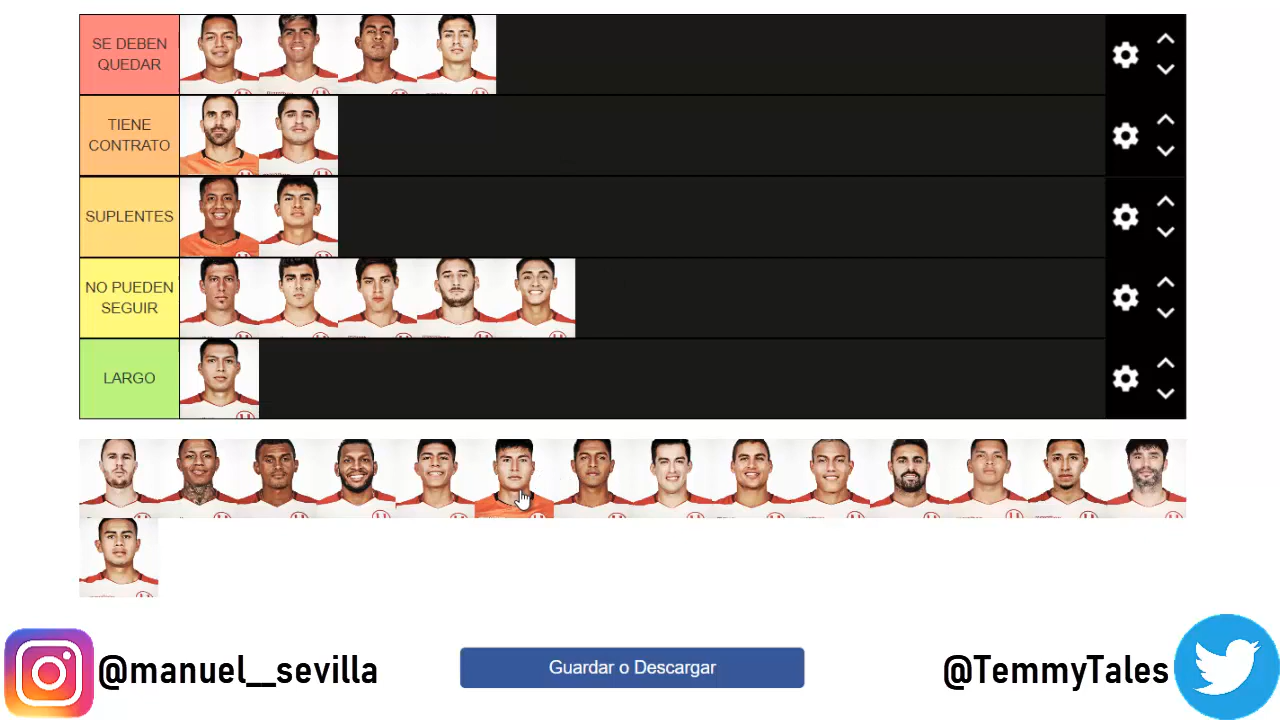 SE DEBEN
QUEDAR
TIENE
CONTRATO
SUPLENTES
NO PUEDEN
SEGUIR
LARGO
@manuel__sevilla
Guardar o Descargar
@TemmyTales